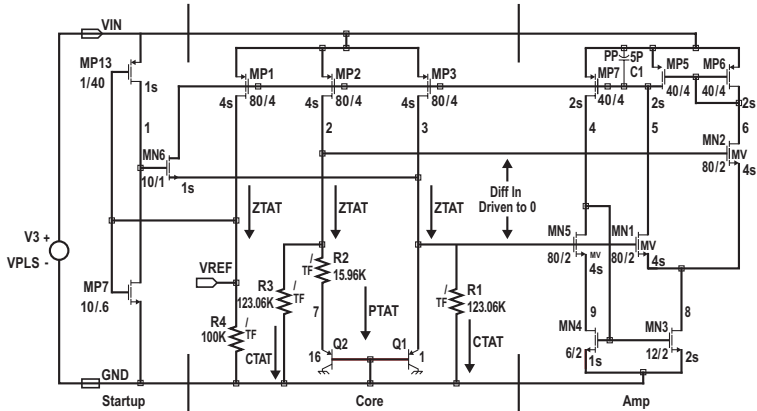 VIN
MP13
1/40
1s
1
MN6
10/1
1s
V3 +
VPLS -
MP7
10/.6
GND
Startup
MP1
4s
80/4
MP2
4s
80/4
MP3
4s
80/4
2
3
ZTAT
ZTAT
ZTAT
VREF
R4
100K
/
TF
R3
123.06K
/
TF
CTAT
/
TF
R2
15.96K
7
PTAT
16
Q2
Q1
1
/
TF
R1
123.06K
CTAT
Core
Diff In
Driven to 0
PP
5P
C1
MP7
2s
40/4
MP5
40/4
2s
MP6
40/4
2s
4
5
6
MN2
MV
80/2
4s
MN5
80/2
MV
4s
MN1
MV
80/2
4s
9
8
MN4
6/2
1s
MN3
12/2
2s
Amp